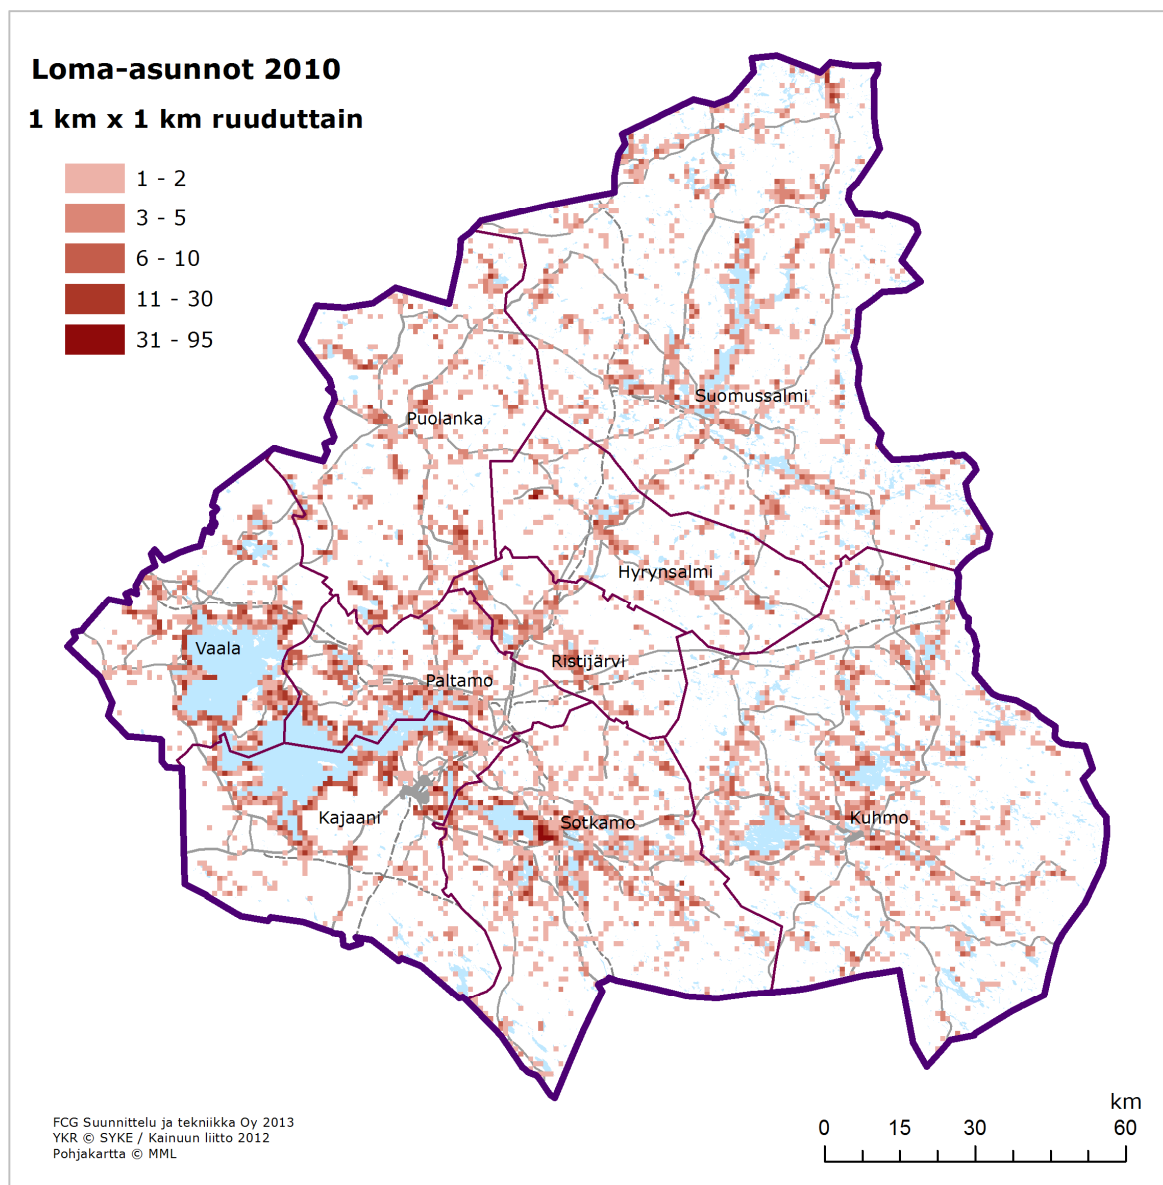 Loma-asunnot 2010
1 km x 1 km ruuduttain
1 - 2
3 - 5
6 - 10
11 - 30
31 - 95
Suomussalmi
Puolanka
Hyrynsalmi
Vaala
Ristijärvi
Paltamo
Kajaani
Sotkamo
Kuhmo
km
0 15 30 60
FCG Suunnittelu ja tekniikka Oy 2013
YKR © SYKE / Kainuun liitto 2012
Pohjakartta © MML